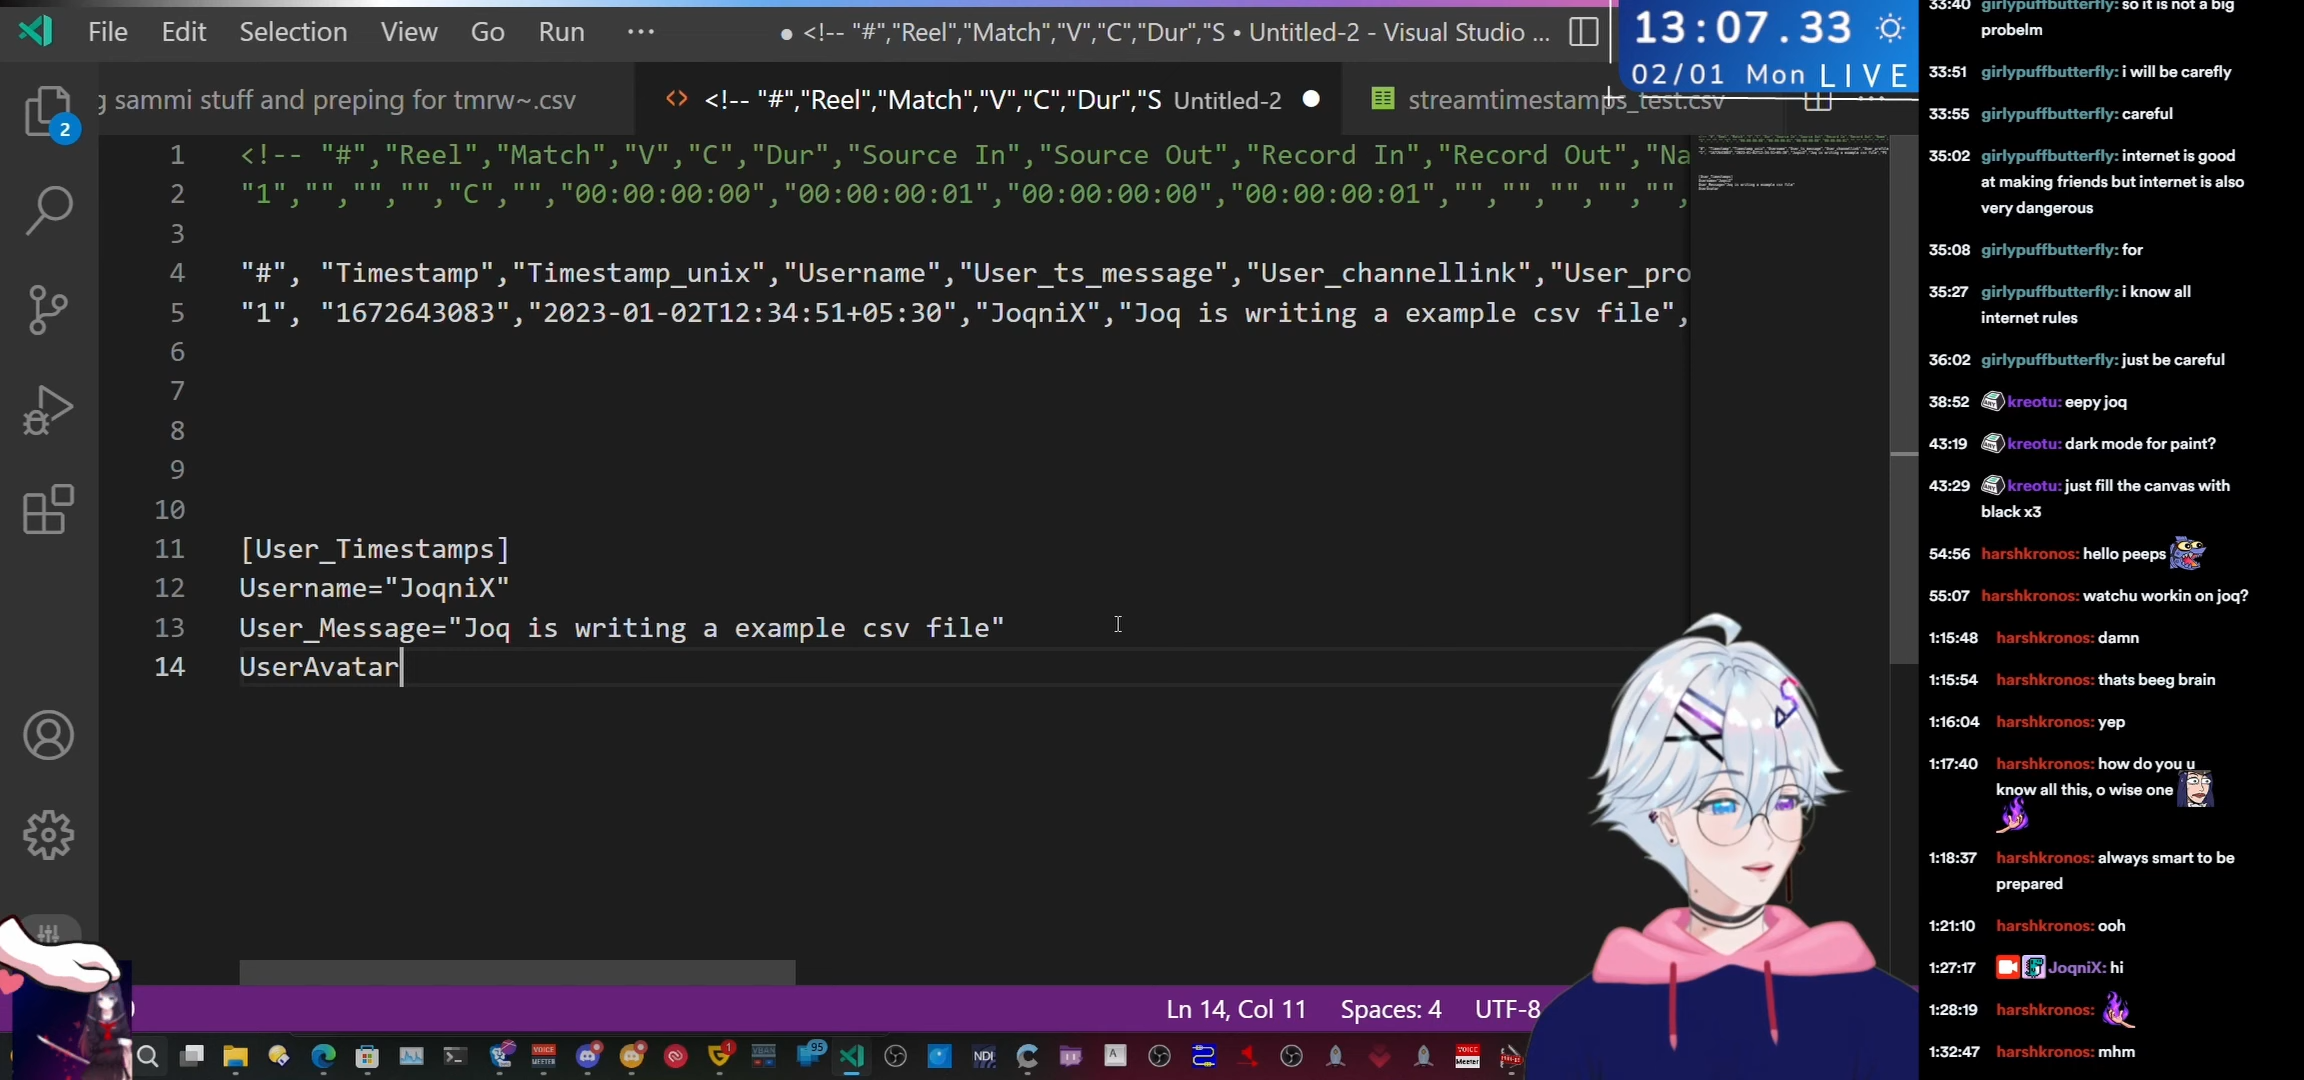 File Edit Selection View Go Run ··· ● <!-- "#","Reel","Match","V","C","Dur","S • Untitled-2 - Visual Studio ...
g sammi stuff and preping for tmrw~.csv <!-- "#","Reel","Match","V","C","Dur","S Untitled-2 ● streamtimestamps_test.csv
13:07.33
02/01 Mon LIVE
2
1 <!-- "#","Reel","Match","V","C","Dur","Source In","Source Out","Record In","Record Out","Na
2 "1","","","","C","","00:00:00:00","00:00:00:01","00:00:00:00","00:00:00:01","","","","","",
3
4 "#", "Timestamp","Timestamp_unix","Username","User_ts_message","User_channellink","User_pro
5 "1", "1672643083","2023-01-02T12:34:51+05:30","JoqniX","Joq is writing a example csv file",
6
7
8
9
10
11 [User_Timestamps]
12 Username="JoqniX"
13 User_Message="Joq is writing a example csv file"
14 UserAvatar
Ln 14, Col 11 Spaces: 4 UTF-8
VOICE MEETER 1 VBAN 95 NDI A VOICE Meeter
33:40 girlypuffbutterfly: so it is not a big
probelm
33:51 girlypuffbutterfly: i will be carefly
33:55 girlypuffbutterfly: careful
35:02 girlypuffbutterfly: internet is good
at making friends but internet is also
very dangerous
35:08 girlypuffbutterfly: for
35:27 girlypuffbutterfly: i know all
internet rules
36:02 girlypuffbutterfly: just be careful
38:52 kreotu: eepy joq
43:19 kreotu: dark mode for paint?
43:29 kreotu: just fill the canvas with
black x3
54:56 harshkronos: hello peeps
55:07 harshkronos: watchu workin on joq?
1:15:48 harshkronos: damn
1:15:54 harshkronos: thats beeg brain
1:16:04 harshkronos: yep
1:17:40 harshkronos: how do you u
know all this, o wise one
1:18:37 harshkronos: always smart to be
prepared
1:21:10 harshkronos: ooh
1:27:17 JoqniX: hi
1:28:19 harshkronos:
1:32:47 harshkronos: mhm